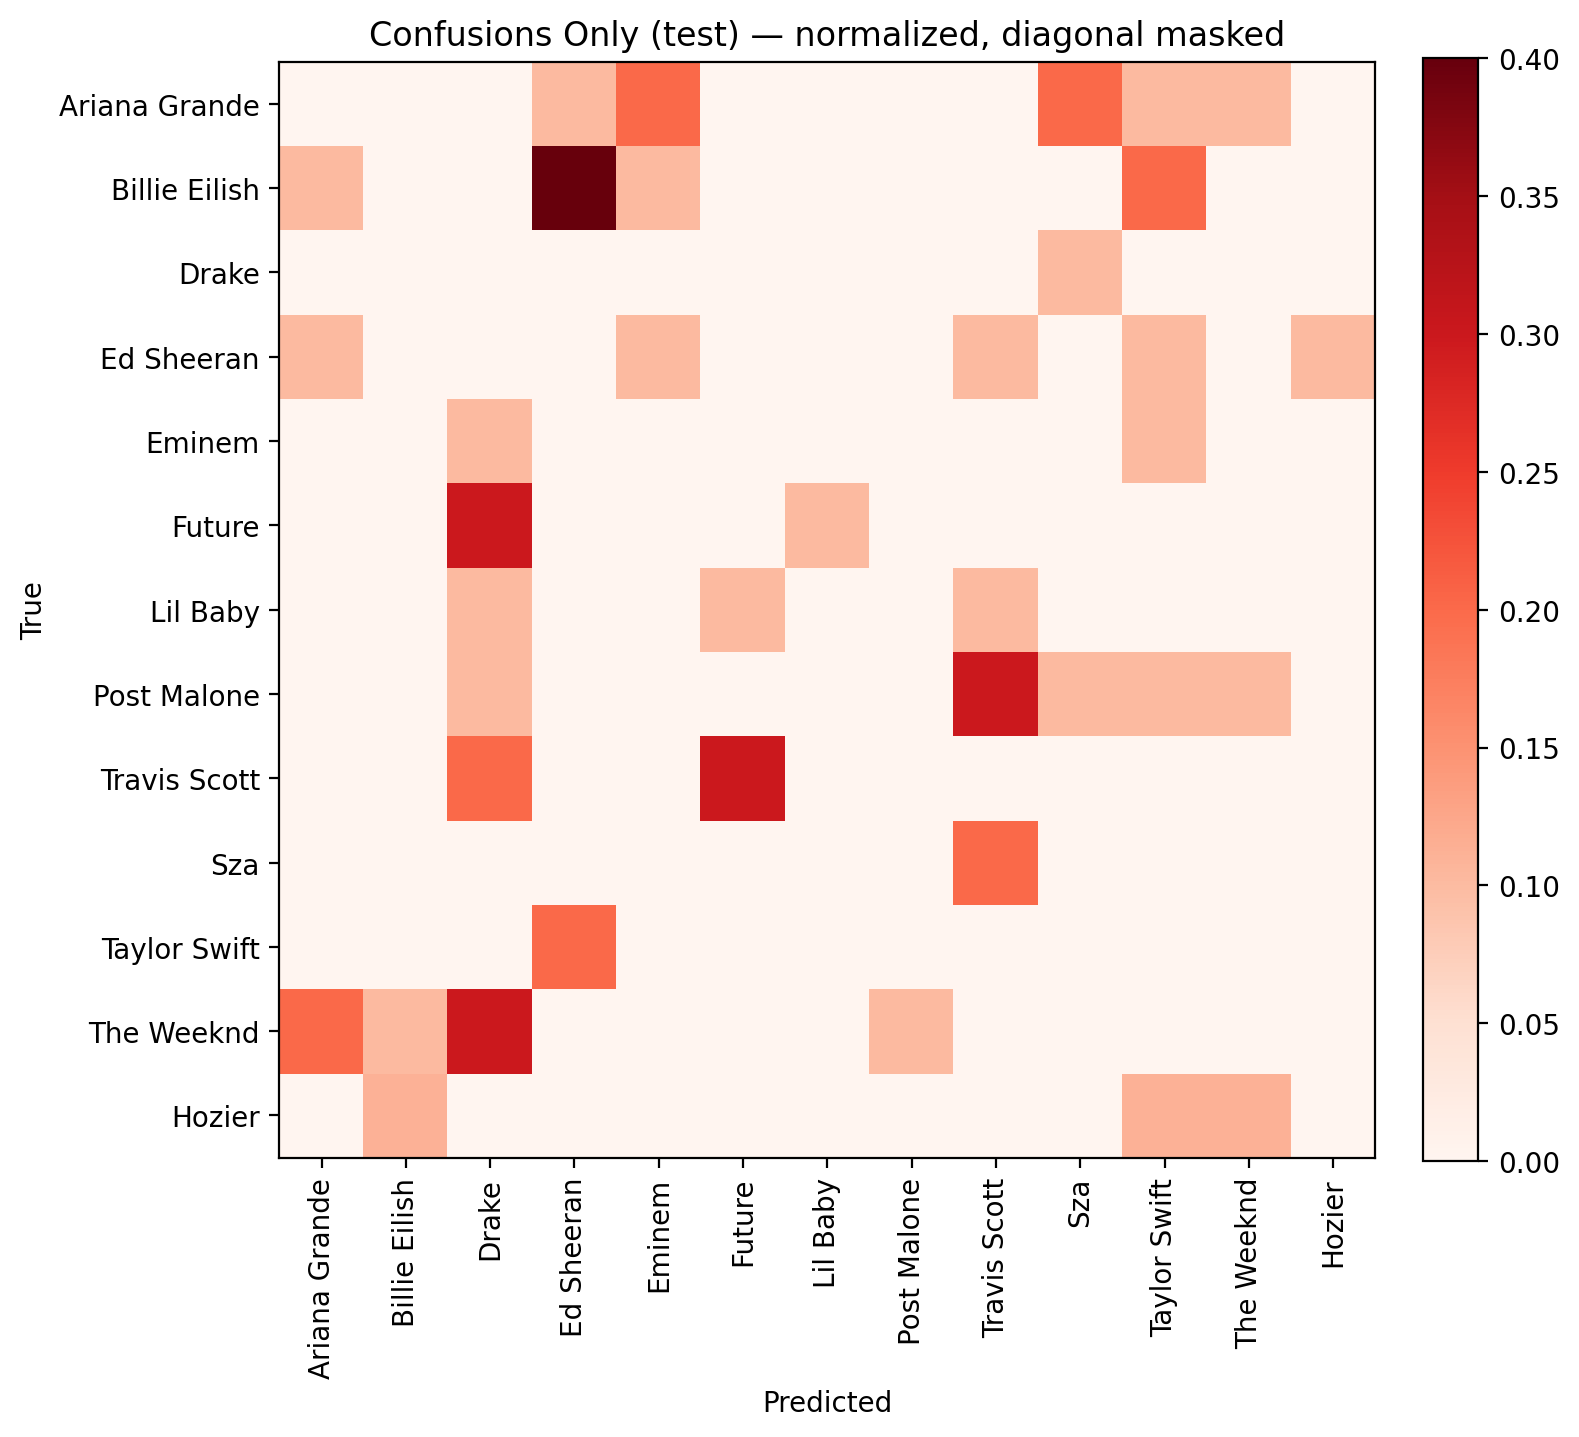 Confusions Only (test) — normalized, diagonal masked
Ariana Grande
Billie Eilish
Drake
Ed Sheeran
Eminem
Future
Lil Baby
Post Malone
Travis Scott
Sza
Taylor Swift
The Weeknd
Hozier
True
Ariana Grande
Billie Eilish
Drake
Ed Sheeran
Eminem
Future
Lil Baby
Post Malone
Travis Scott
Sza
Taylor Swift
The Weeknd
Hozier
Predicted
0.40
0.35
0.30
0.25
0.20
0.15
0.10
0.05
0.00